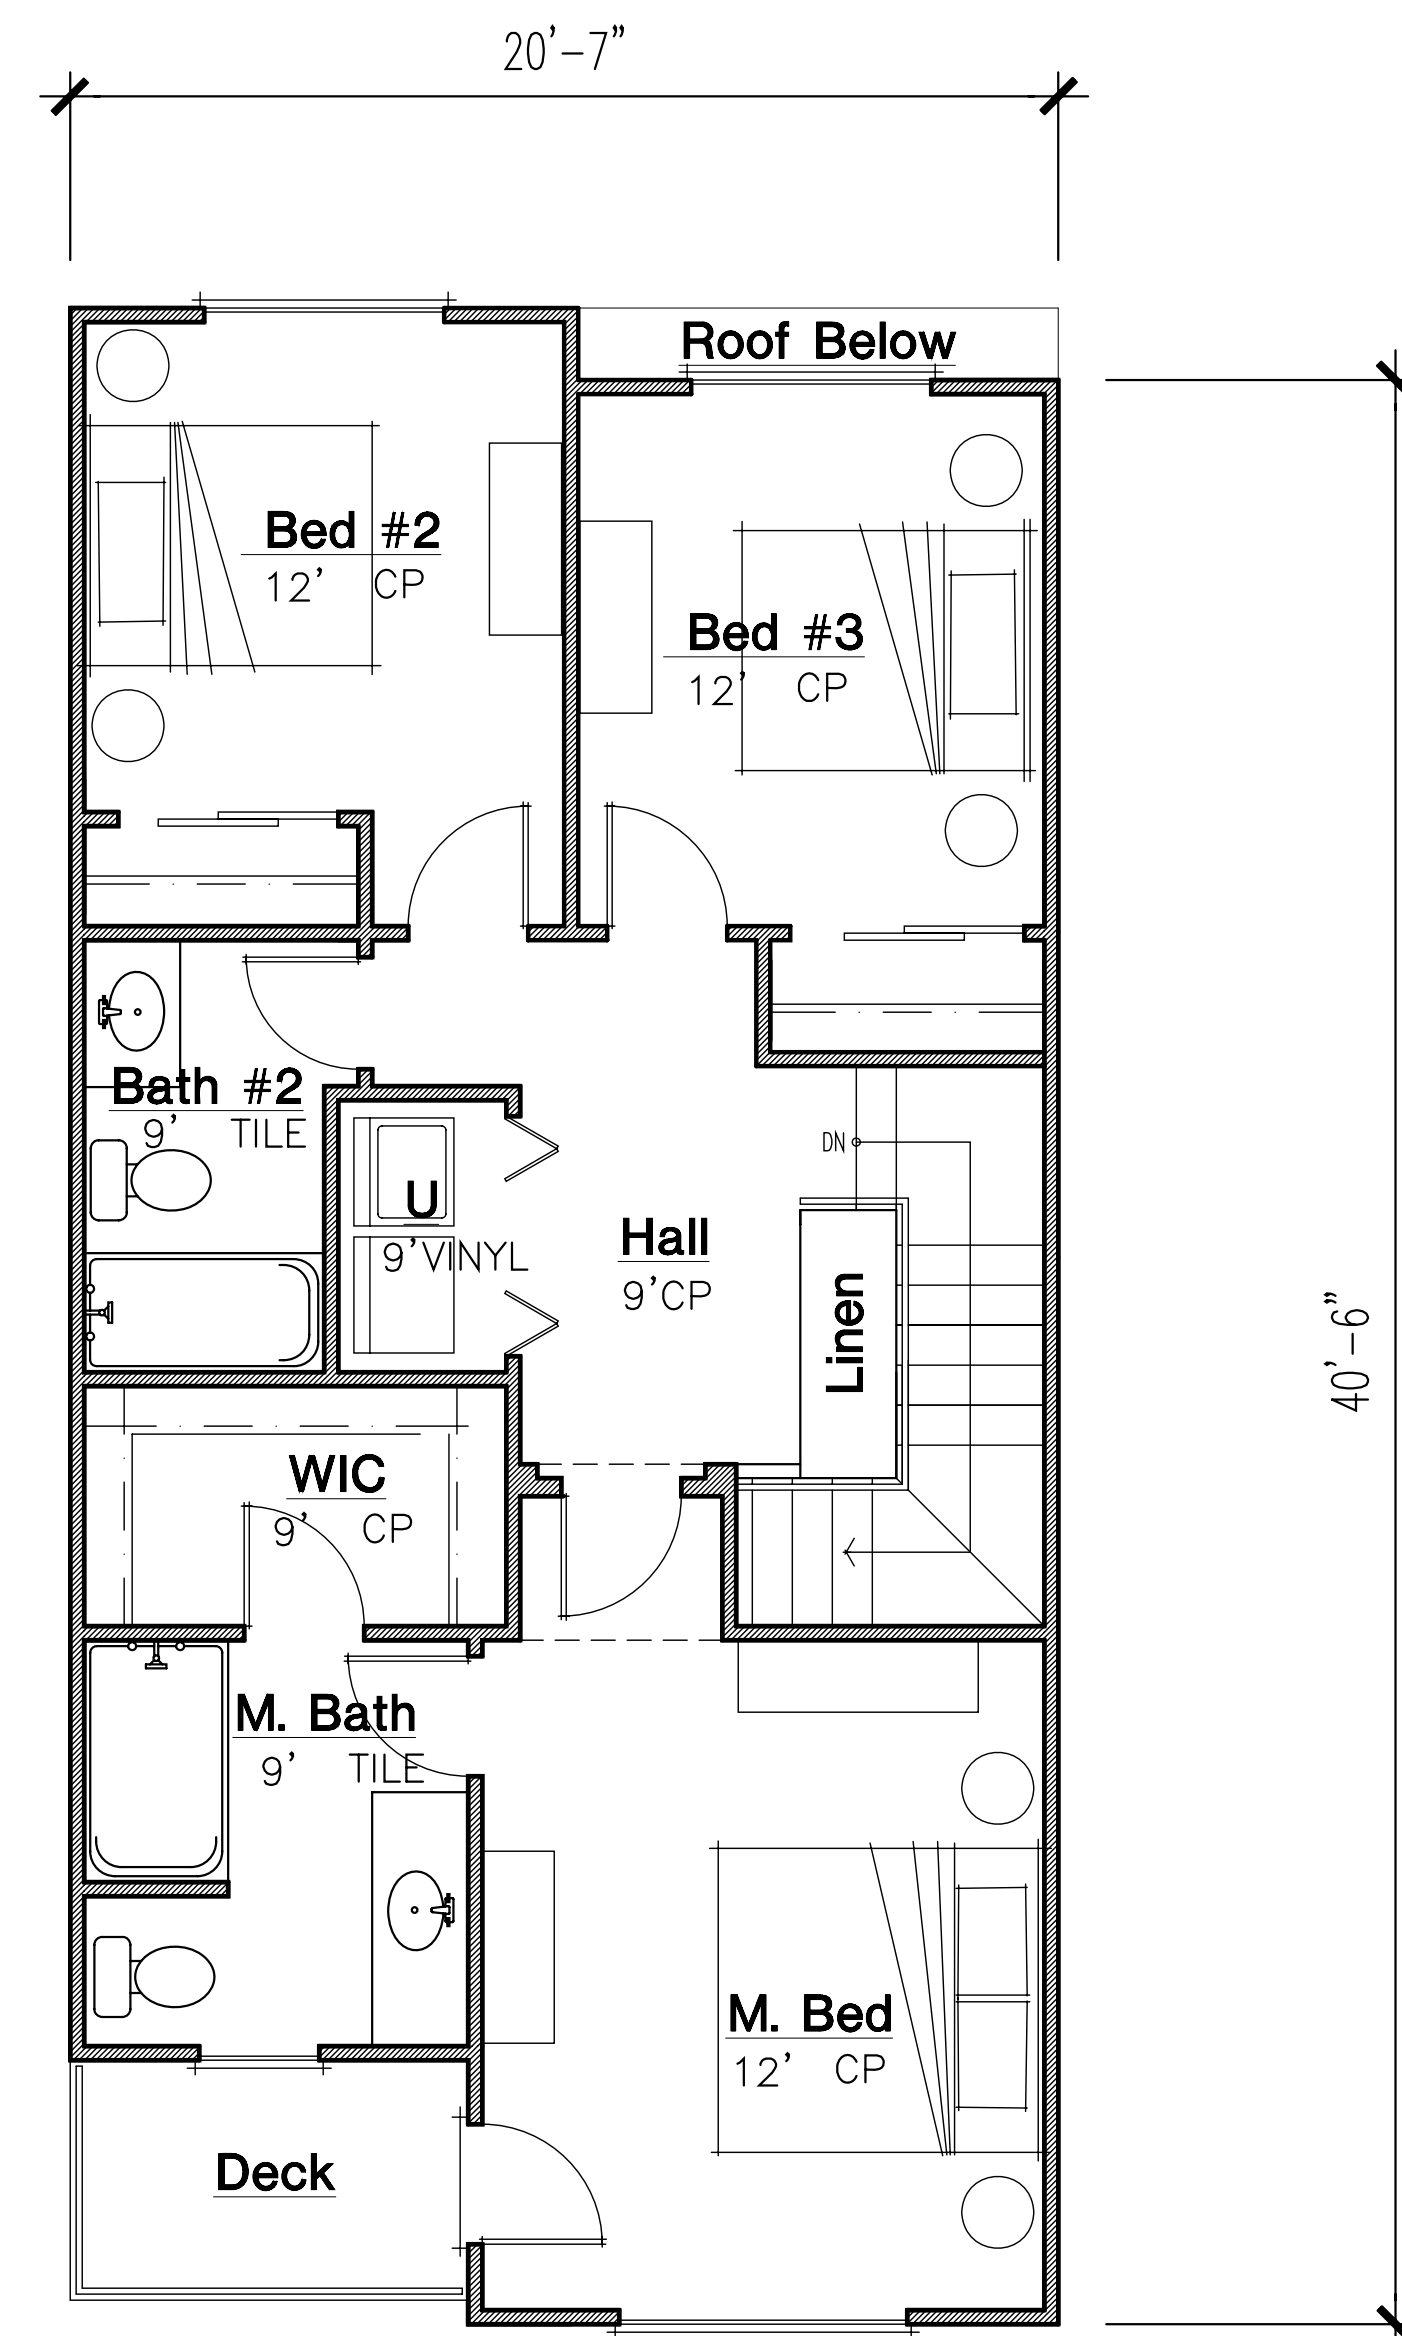 20'-7"
Roof Below
Bed #2
12' CP
Bed #3
12' CP
Bath #2
9' TILE
DN
U
9'VINYL
Hall
9'CP
Linen
40'-6"
WIC
9' CP
M. Bath
9' TILE
M. Bed
12' CP
Deck